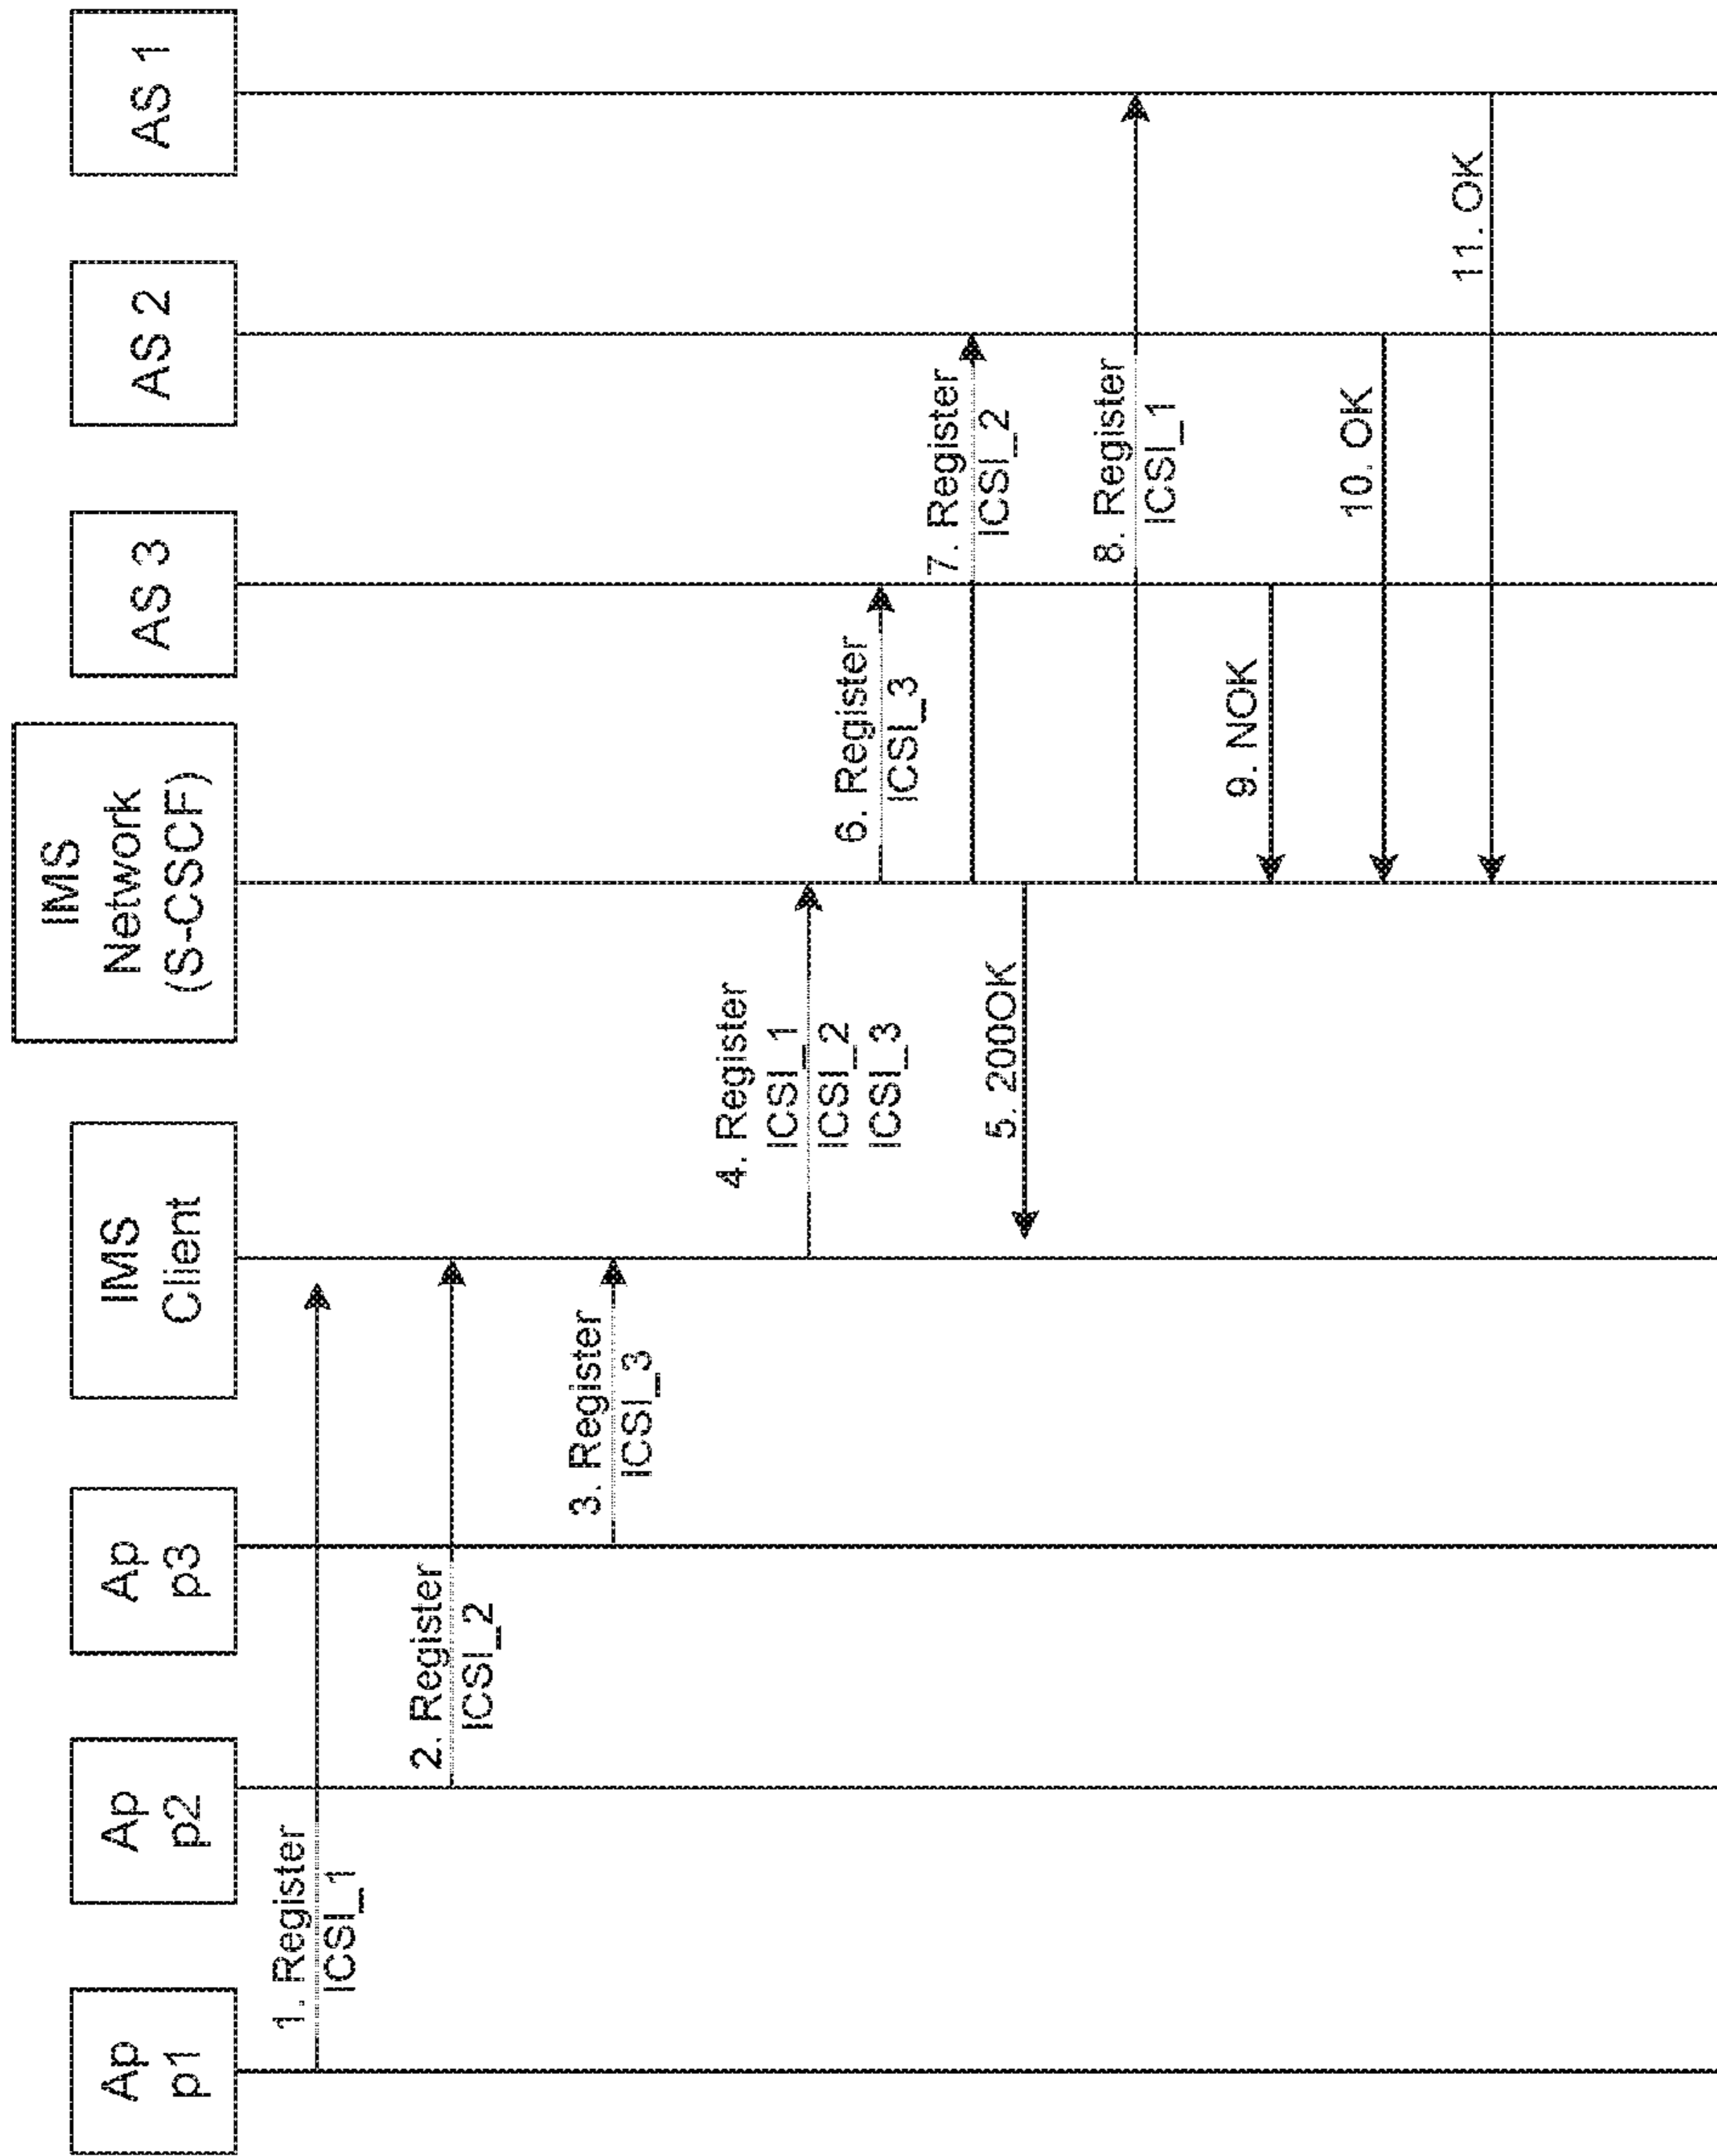 Ap
p1
Ap
p2
Ap
p3
IMS
Client
IMS
Network
(S-CSCF)
AS 3
AS 2
AS 1
1. Register
ICSI_1
2. Register
ICSI_2
3. Register
ICSI_3
4. Register
ICSI_1
ICSI_2
ICSI_3
5. 200OK
6. Register
ICSI_3
7. Register
ICSI_2
8. Register
ICSI_1
9. NOK
10. OK
11. OK